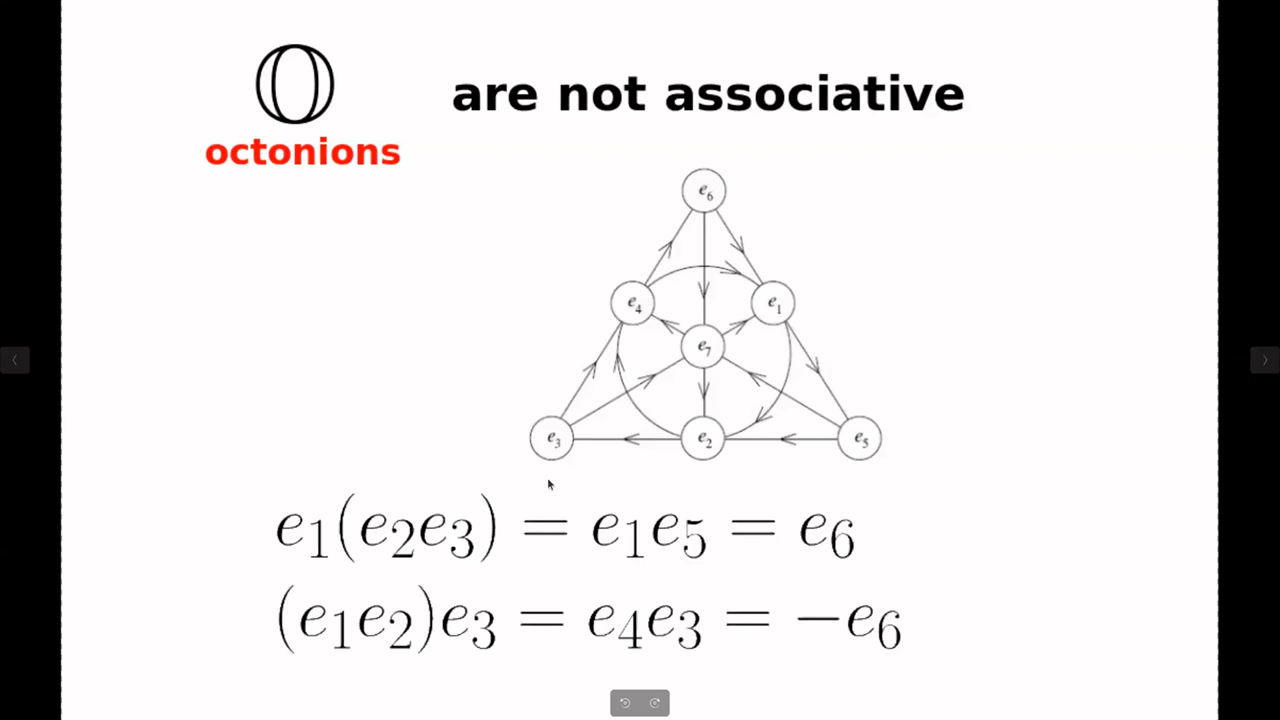 𝕆 are not associative
octonions
e₆
e₄ e₁
e₇
e₃ e₂ e₅
e₁(e₂e₃) = e₁e₅ = e₆
(e₁e₂)e₃ = e₄e₃ = −e₆